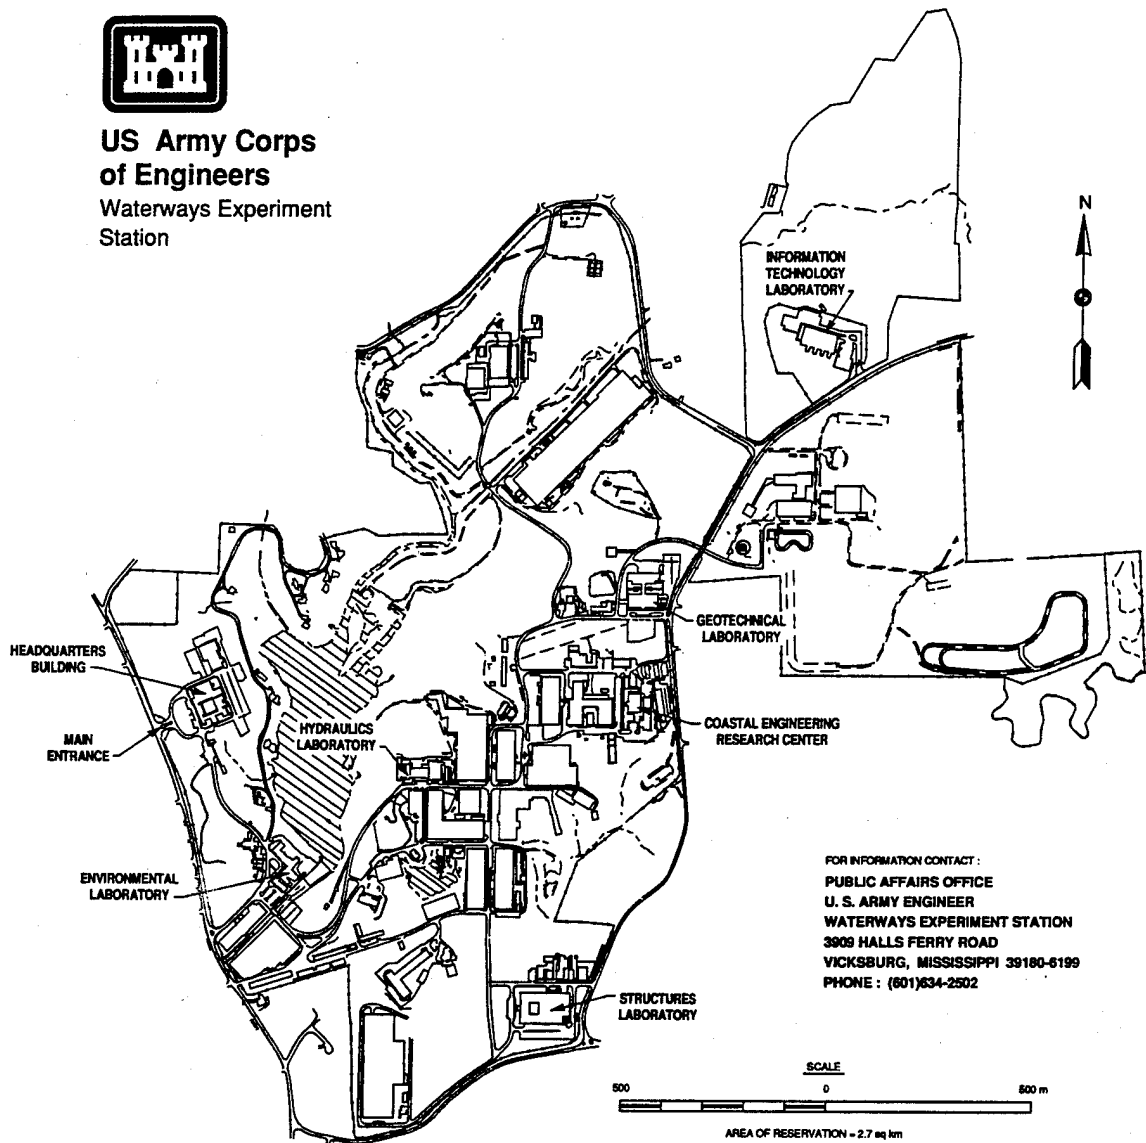 US Army Corps
of Engineers
Waterways Experiment
Station
N
INFORMATION
TECHNOLOGY
LABORATORY
GEOTECHNICAL
LABORATORY
HEADQUARTERS
BUILDING
MAIN
ENTRANCE
HYDRAULICS
LABORATORY
COASTAL ENGINEERING
RESEARCH CENTER
ENVIRONMENTAL
LABORATORY
STRUCTURES
LABORATORY
FOR INFORMATION CONTACT :
PUBLIC AFFAIRS OFFICE
U. S. ARMY ENGINEER
WATERWAYS EXPERIMENT STATION
3909 HALLS FERRY ROAD
VICKSBURG, MISSISSIPPI 39180-6199
PHONE : (601)634-2502
SCALE
500 0 500 m
AREA OF RESERVATION = 2.7 sq km